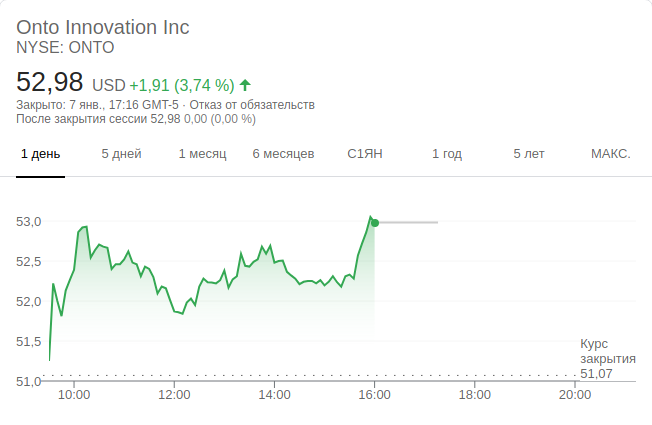 Onto Innovation Inc
NYSE: ONTO
52,98 USD +1,91 (3,74 %)
Закрыто: 7 янв., 17:16 GMT-5 · Отказ от обязательств
После закрытия сессии 52,98 0,00 (0,00 %)
1 день 5 дней 1 месяц 6 месяцев С1ЯН 1 год 5 лет МАКС.
53,0
52,5
52,0
51,5
51,0
Курс
закрытия
51,07
10:00 12:00 14:00 16:00 18:00 20:00